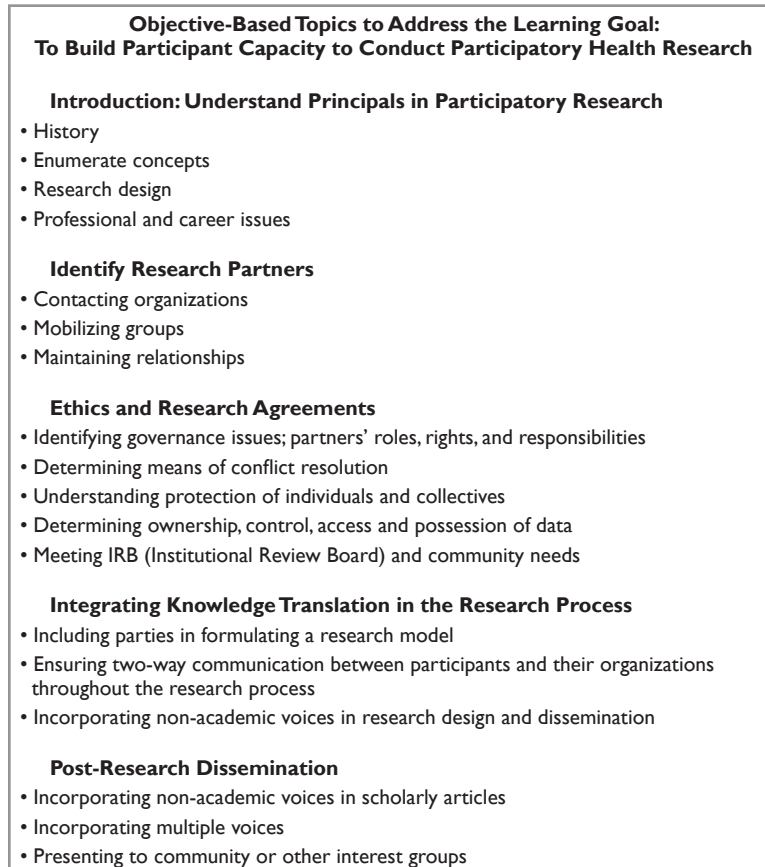 Objective-Based Topics to Address the Learning Goal:
To Build Participant Capacity to Conduct Participatory Health Research
Introduction: Understand Principals in Participatory Research
• History
• Enumerate concepts
• Research design
• Professional and career issues
Identify Research Partners
• Contacting organizations
• Mobilizing groups
• Maintaining relationships
Ethics and Research Agreements
• Identifying governance issues; partners' roles, rights, and responsibilities
• Determining means of conflict resolution
• Understanding protection of individuals and collectives
• Determining ownership, control, access and possession of data
• Meeting IRB (Institutional Review Board) and community needs
Integrating Knowledge Translation in the Research Process
• Including parties in formulating a research model
• Ensuring two-way communication between participants and their organizations
throughout the research process
• Incorporating non-academic voices in research design and dissemination
Post-Research Dissemination
• Incorporating non-academic voices in scholarly articles
• Incorporating multiple voices
• Presenting to community or other interest groups